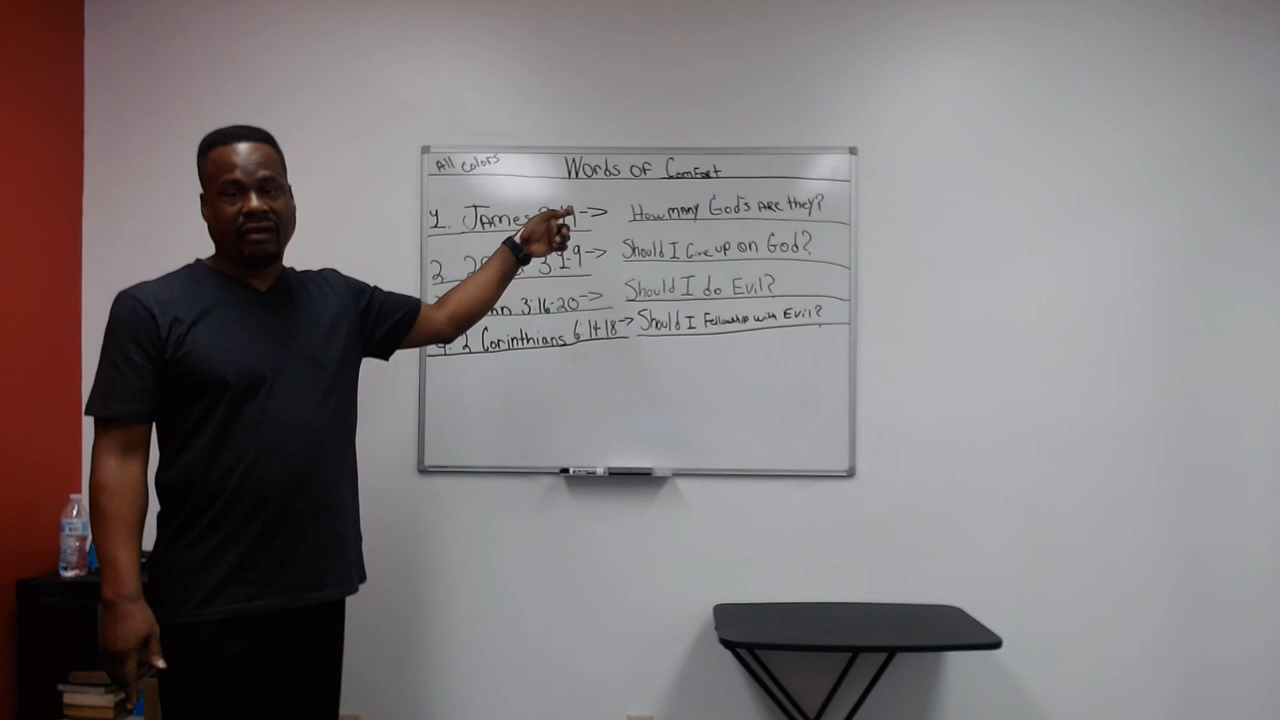 All Colors
Words of Comfort
1. James -> How many God's are they?
2. 2 3:1-9 -> Should I Give up on God?
3:16-20 -> Should I do Evil?
4. 2 Corinthians 6:14-18 -> Should I Fellowship with Evil?